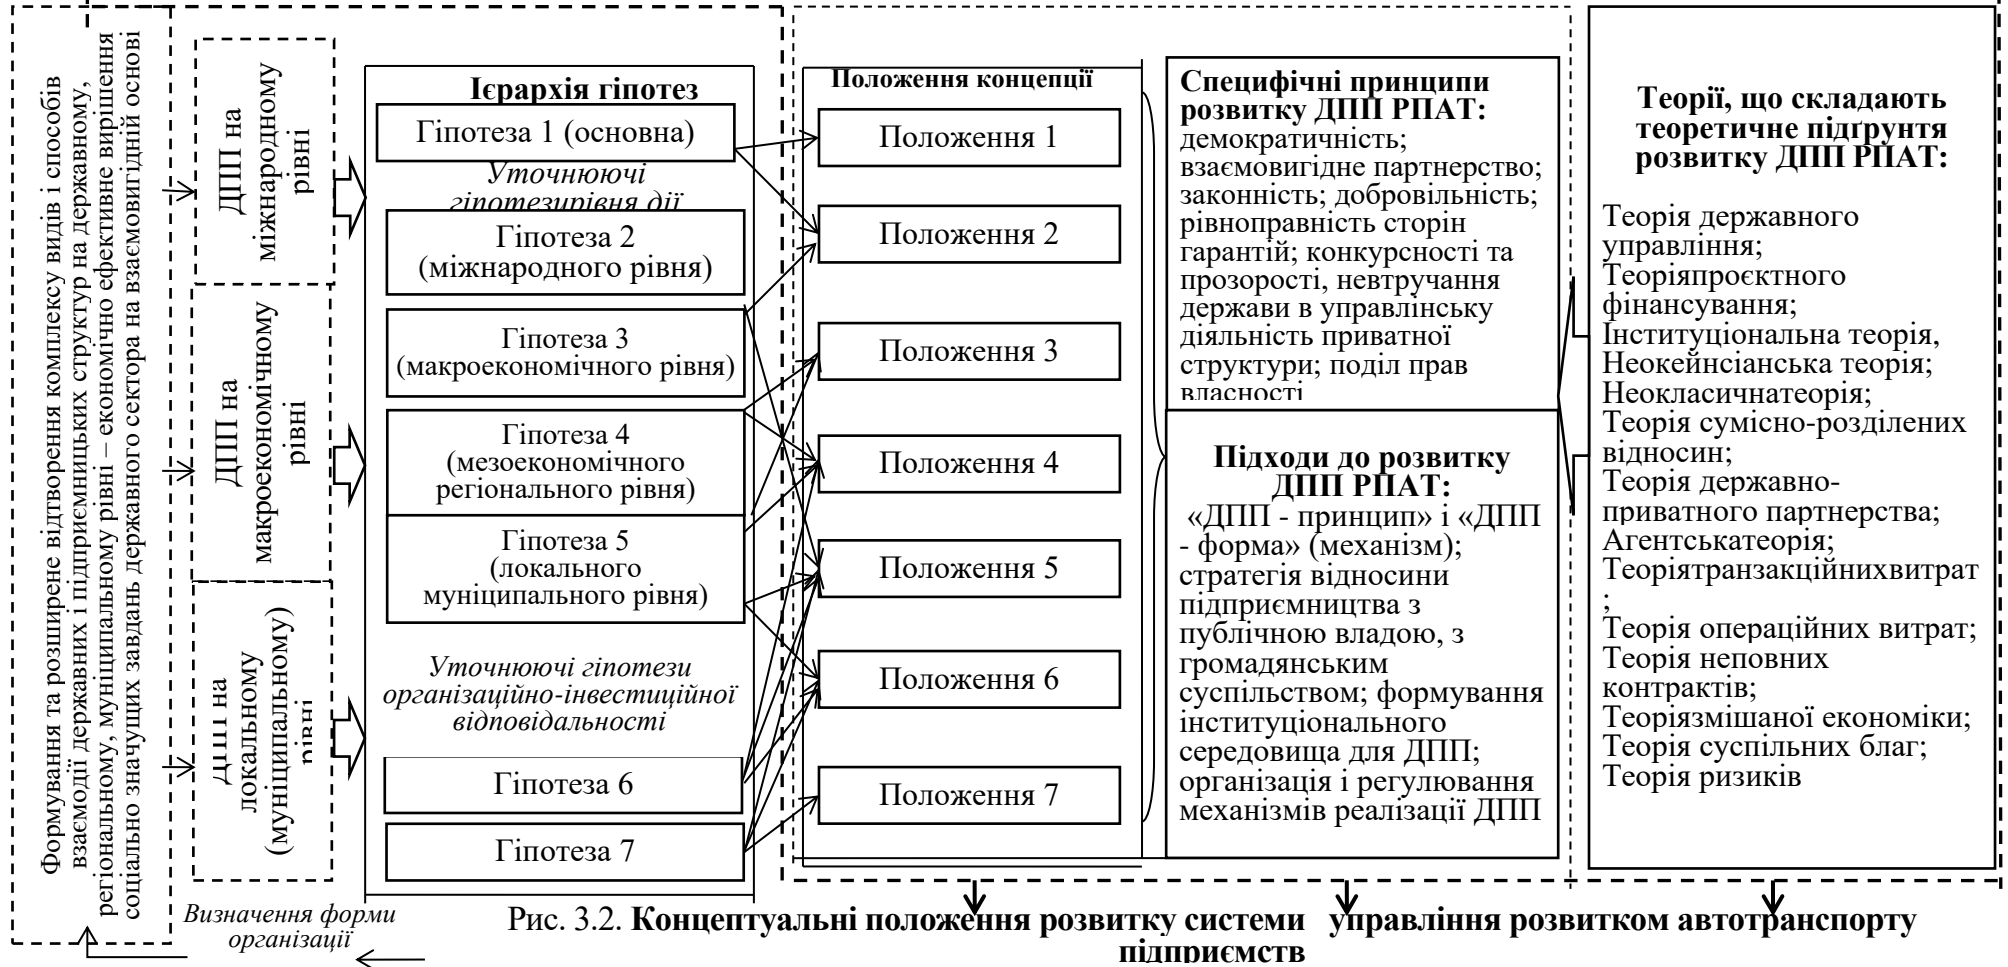 Формування та розширене відтворення комплексу видів і способів
взаємодії державних і підприємницьких структур на державному,
регіональному, муніципальному рівні – економічно ефективне вирішення
соціально значущих завдань державного сектора на взаємовигідній основі
ДПП на
міжнародному
рівні
ДПП на
макроекономічному
рівні
ДПП на
локальному
(муніципальному)
рівні
Визначення форми
організації
Ієрархія гіпотез
Гіпотеза 1 (основна)
Уточнюючі
гіпотезирівня дії
Гіпотеза 2
(міжнародного рівня)
Гіпотеза 3
(макроекономічного рівня)
Гіпотеза 4
(мезоекономічного
регіонального рівня)
Гіпотеза 5
(локального
муніципального рівня)
Уточнюючі гіпотези
організаційно-інвестиційної
відповідальності
Гіпотеза 6
Гіпотеза 7
Положення концепції
Положення 1
Положення 2
Положення 3
Положення 4
Положення 5
Положення 6
Положення 7
Специфічні принципи
розвитку ДПП РПАТ:
демократичність;
взаємовигідне партнерство;
законність; добровільність;
рівноправність сторін
гарантій; конкурсності та
прозорості, невтручання
держави в управлінську
діяльність приватної
структури; поділ прав
власності
Підходи до розвитку
ДПП РПАТ:
«ДПП - принцип» і «ДПП
- форма» (механізм);
стратегія відносини
підприємництва з
публічною владою, з
громадянським
суспільством; формування
інституціонального
середовища для ДПП;
організація і регулювання
механізмів реалізації ДПП
Теорії, що складають
теоретичне підґрунтя
розвитку ДПП РПАТ:
Теорія державного
управління;
Теоріяпроєктного
фінансування;
Інституціональна теорія,
Неокейнсіанська теорія;
Неокласичнатеорія;
Теорія сумісно-розділених
відносин;
Теорія державно-
приватного партнерства;
Агентськатеорія;
Теоріятранзакційнихвитрат
;
Теорія операційних витрат;
Теорія неповних
контрактів;
Теоріязмішаної економіки;
Теорія суспільних благ;
Теорія ризиків
Рис. 3.2. Концептуальні положення розвитку системи управління розвитком автотранспорту
підприємств